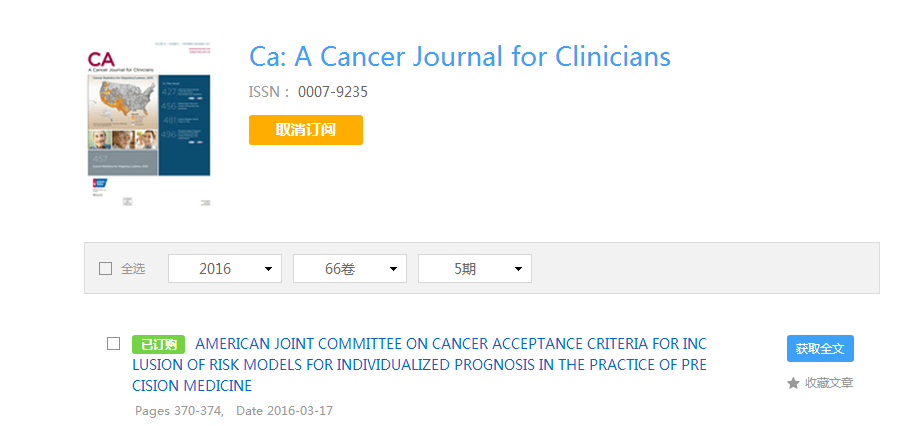 CA
A Cancer Journal for Clinicians
427
456
481
496
457
Ca: A Cancer Journal for Clinicians
ISSN： 0007-9235
取消订阅
全选
2016
66卷
5期
已订购 AMERICAN JOINT COMMITTEE ON CANCER ACCEPTANCE CRITERIA FOR INC
LUSION OF RISK MODELS FOR INDIVIDUALIZED PROGNOSIS IN THE PRACTICE OF PRE
CISION MEDICINE
获取全文
Pages 370-374, Date 2016-03-17
收藏文章